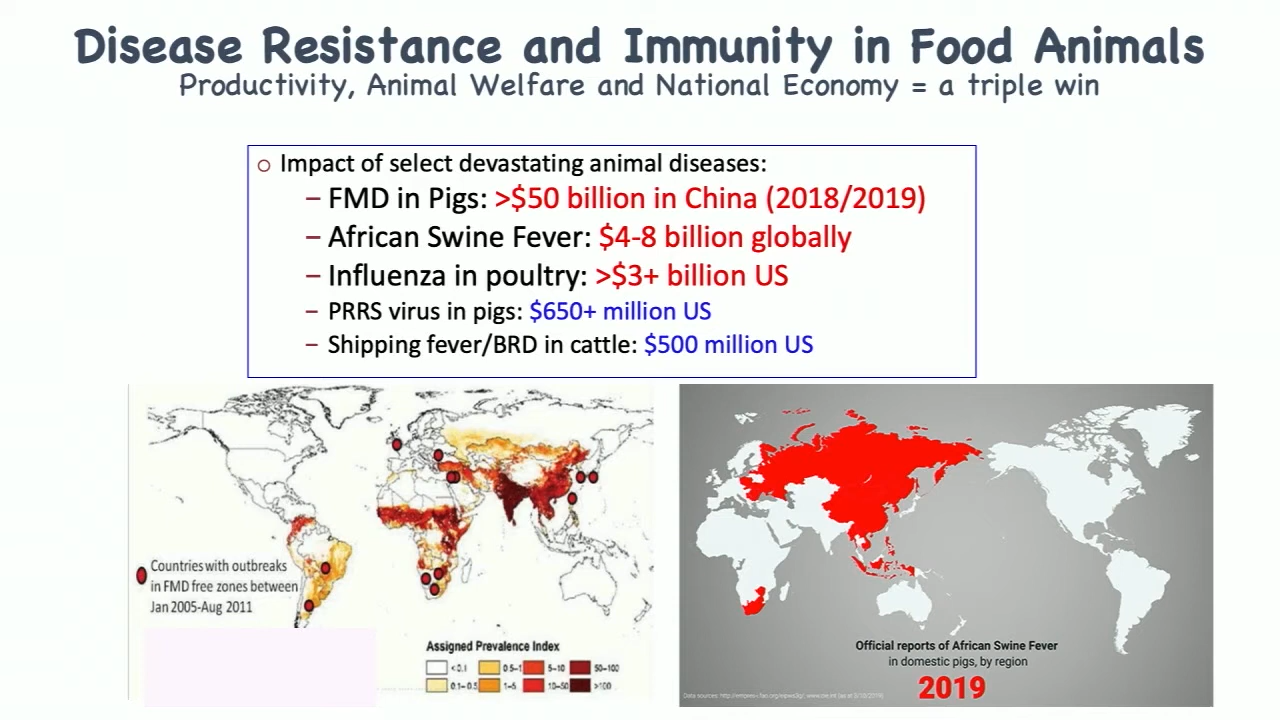 Disease Resistance and Immunity in Food Animals
Productivity, Animal Welfare and National Economy = a triple win
○ Impact of select devastating animal diseases:
– FMD in Pigs: >$50 billion in China (2018/2019)
– African Swine Fever: $4-8 billion globally
– Influenza in poultry: >$3+ billion US
– PRRS virus in pigs: $650+ million US
– Shipping fever/BRD in cattle: $500 million US
Countries with outbreaks
in FMD free zones between
Jan 2005-Aug 2011
Assigned Prevalence Index
<0.1 0.5-1 5-10 50-100
0.1-0.5 1-5 10-50 >100
Official reports of African Swine Fever
in domestic pigs, by region
2019
Data sources: